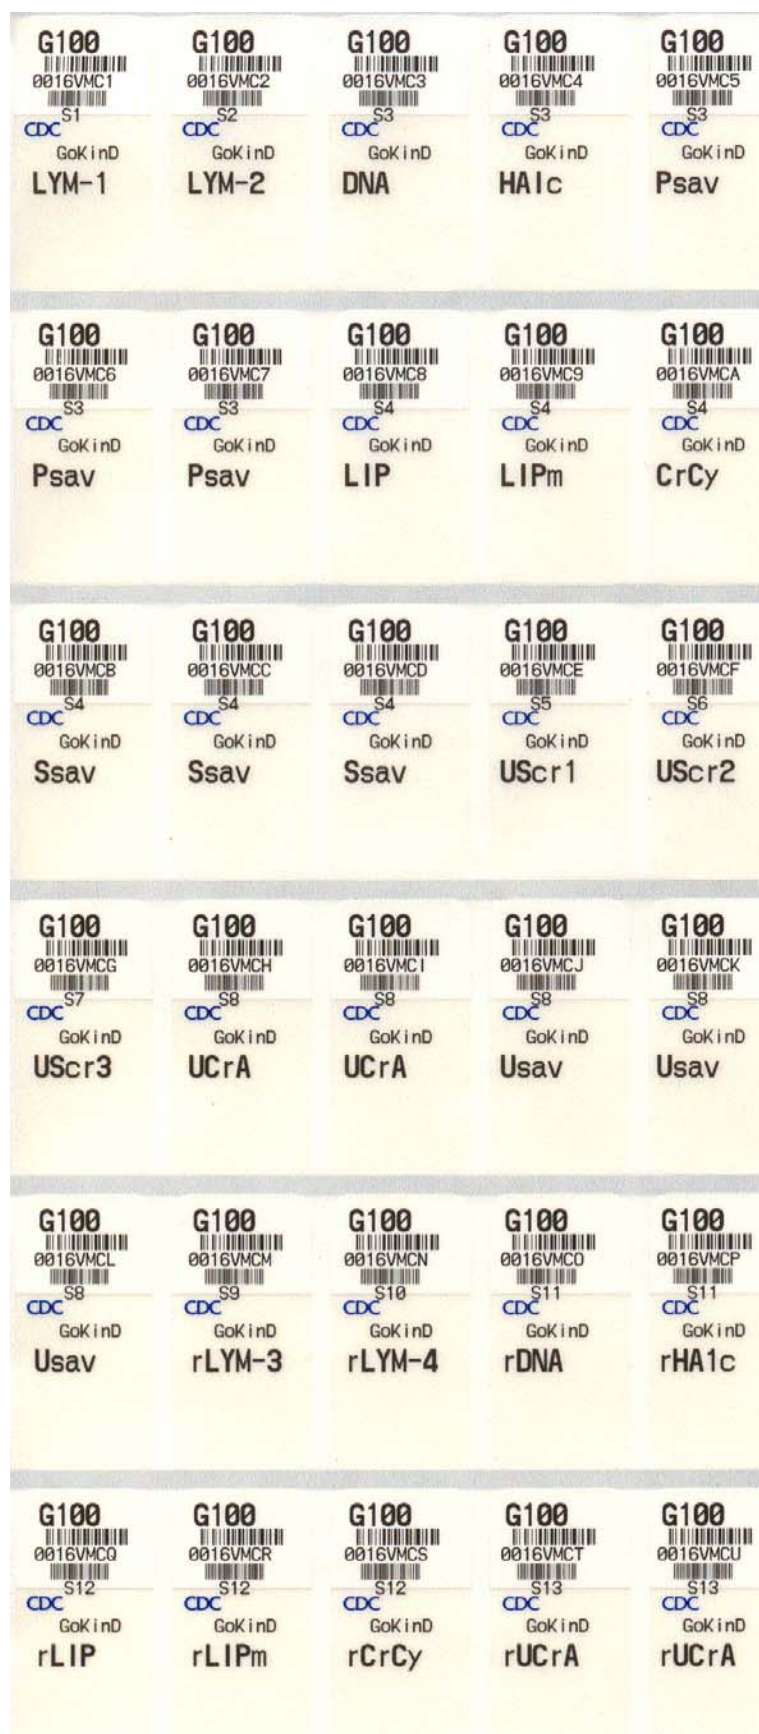 G100 G100 G100 G100 G100
0016VMC1 0016VMC2 0016VMC3 0016VMC4 0016VMC5
S1 S2 S3 S3 S3
CDC CDC CDC CDC CDC
GoKinD GoKinD GoKinD GoKinD GoKinD
LYM-1 LYM-2 DNA HAIc Psav
G100 G100 G100 G100 G100
0016VMC6 0016VMC7 0016VMC8 0016VMC9 0016VMCA
S3 S3 S4 S4 S4
CDC CDC CDC CDC CDC
GoKinD GoKinD GoKinD GoKinD GoKinD
Psav Psav LIP LIPm CrCy
G100 G100 G100 G100 G100
0016VMCB 0016VMCC 0016VMCD 0016VMCE 0016VMCF
S4 S4 S4 S5 S6
CDC CDC CDC CDC CDC
GoKinD GoKinD GoKinD GoKinD GoKinD
Ssav Ssav Ssav UScr1 UScr2
G100 G100 G100 G100 G100
0016VMCG 0016VMCH 0016VMCI 0016VMCJ 0016VMCK
S7 S8 S8 S8 S8
CDC CDC CDC CDC CDC
GoKinD GoKinD GoKinD GoKinD GoKinD
UScr3 UCrA UCrA Usav Usav
G100 G100 G100 G100 G100
0016VMCL 0016VMCM 0016VMCN 0016VMCO 0016VMCP
S8 S9 S10 S11 S11
CDC CDC CDC CDC CDC
GoKinD GoKinD GoKinD GoKinD GoKinD
Usav rLYM-3 rLYM-4 rDNA rHA1c
G100 G100 G100 G100 G100
0016VMCQ 0016VMCR 0016VMCS 0016VMCT 0016VMCU
S12 S12 S12 S13 S13
CDC CDC CDC CDC CDC
GoKinD GoKinD GoKinD GoKinD GoKinD
rLIP rLIPm rCrCy rUCrA rUCrA